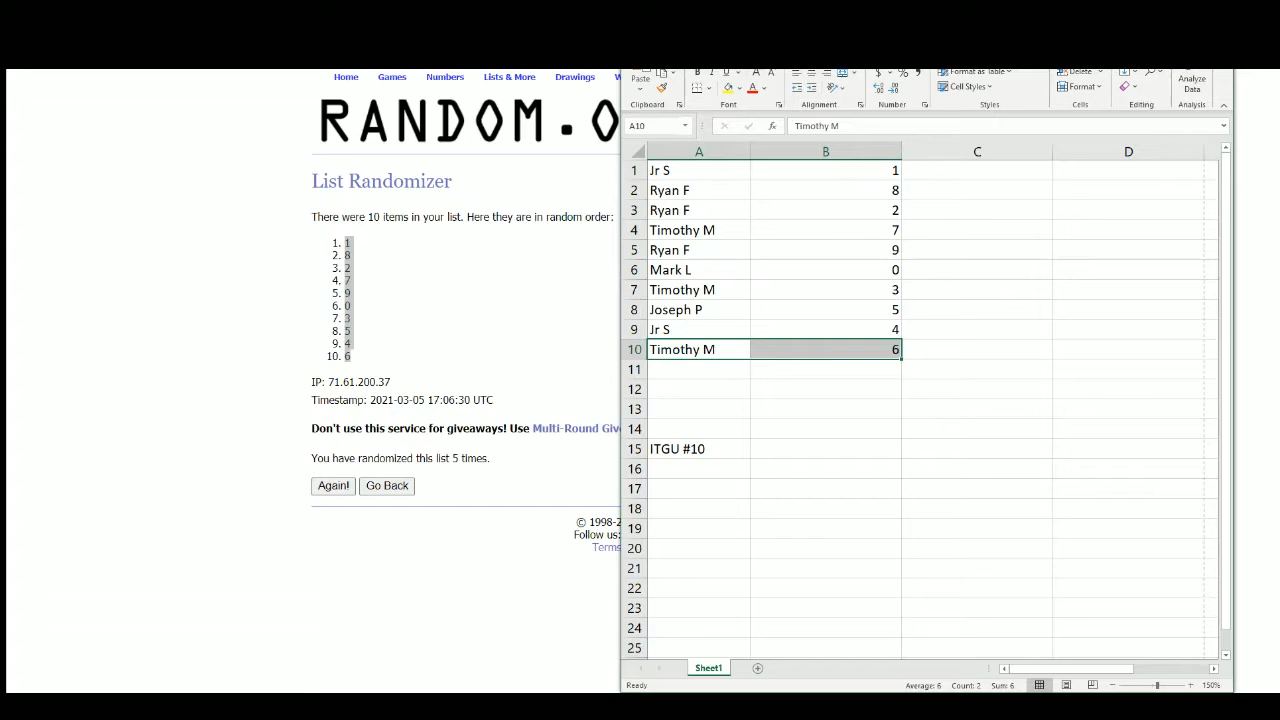 Home Games Numbers Lists & More Drawings W
RANDOM.O
List Randomizer
There were 10 items in your list. Here they are in random order:
1. 1
2. 8
3. 2
4. 7
5. 9
6. 0
7. 3
8. 5
9. 4
10. 6
IP: 71.61.200.37
Timestamp: 2021-03-05 17:06:30 UTC
Don't use this service for giveaways! Use Multi-Round Giv
You have randomized this list 5 times.
Again! Go Back
© 1998-2
Follow us:
Terms
Paste B I U A A $ % 9 Format as Table Delete Analyze
Cell Styles Format Data
Clipboard Font Alignment Number Styles Cells Editing Analysis
A10 fx Timothy M
A B C D
1 Jr S 1
2 Ryan F 8
3 Ryan F 2
4 Timothy M 7
5 Ryan F 9
6 Mark L 0
7 Timothy M 3
8 Joseph P 5
9 Jr S 4
10 Timothy M 6
11
12
13
14
15 ITGU #10
16
17
18
19
20
21
22
23
24
25
Sheet1
Ready Average: 6 Count: 2 Sum: 6 150%